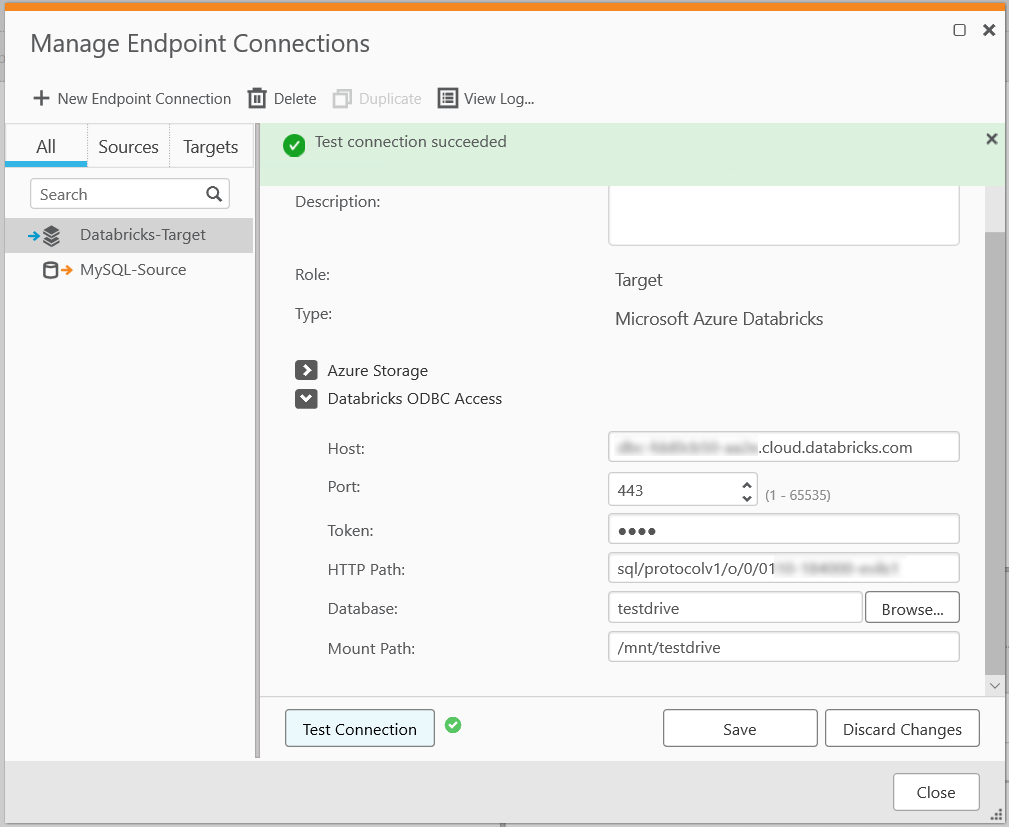 Manage Endpoint Connections
New Endpoint Connection Delete Duplicate View Log...
All Sources Targets
Search
Databricks-Target
MySQL-Source
Test connection succeeded
Description:
Role: Target
Type: Microsoft Azure Databricks
Azure Storage
Databricks ODBC Access
Host: .cloud.databricks.com
Port: 443 (1 - 65535)
Token: ●●●●
HTTP Path: sql/protocolv1/o/0/01
Database: testdrive Browse...
Mount Path: /mnt/testdrive
Test Connection Save Discard Changes
Close